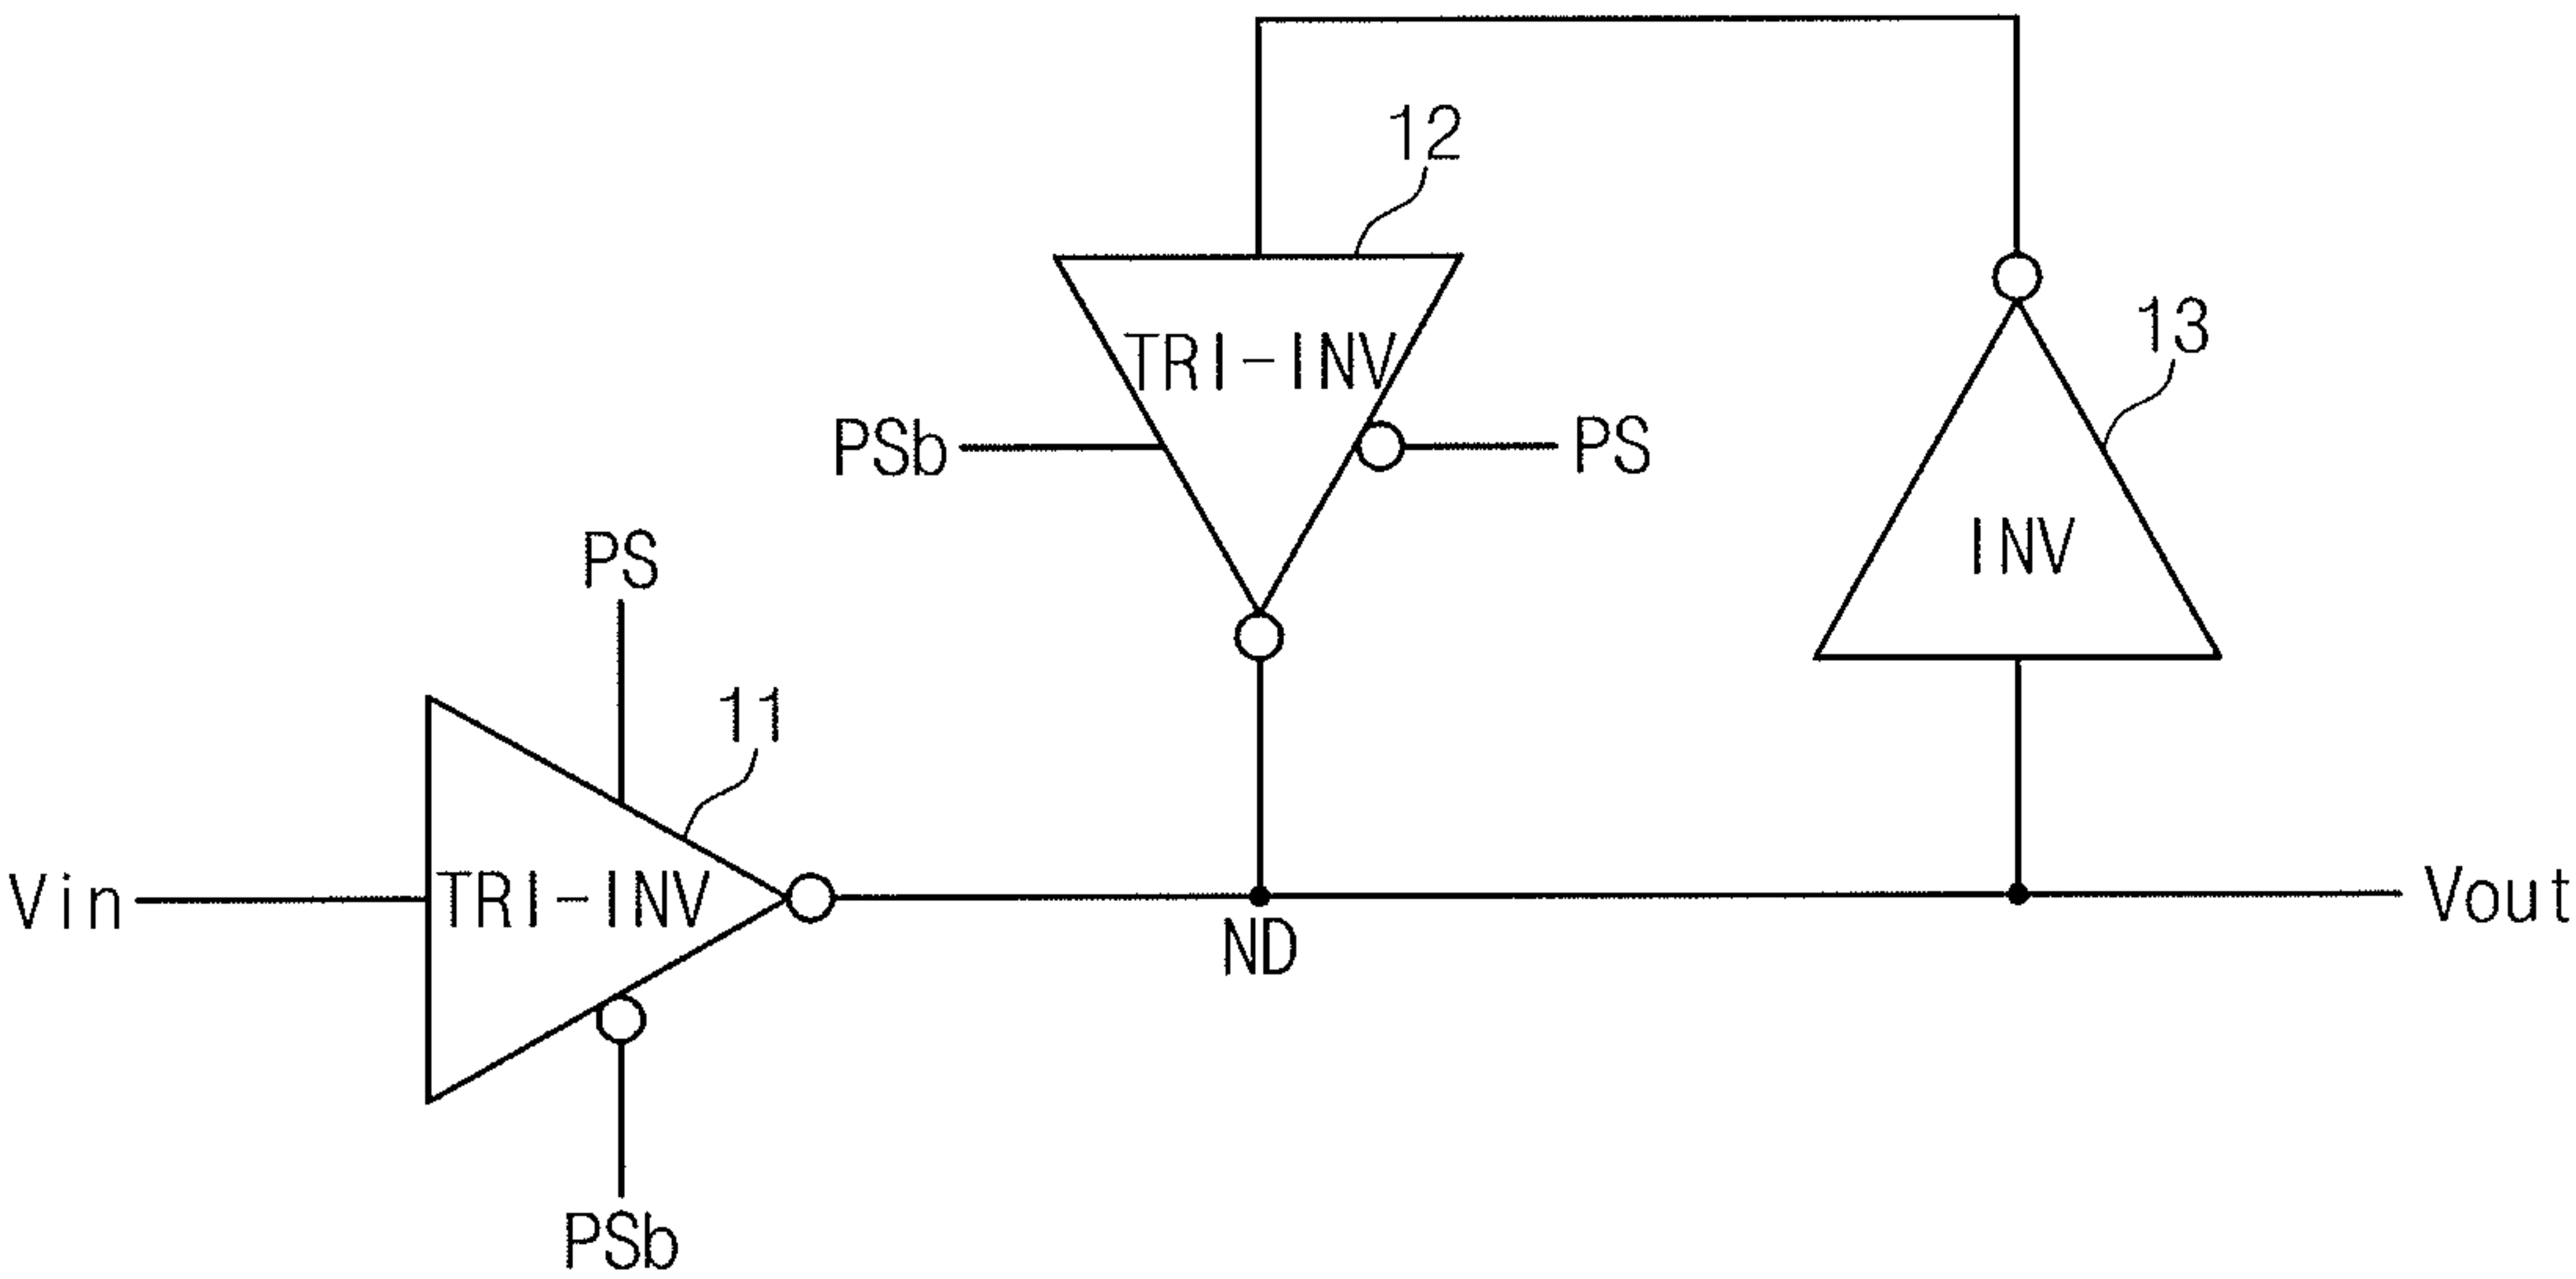 12
TRI-INV
13
PSb
PS
INV
PS
11
Vin
TRI-INV
Vout
ND
PSb